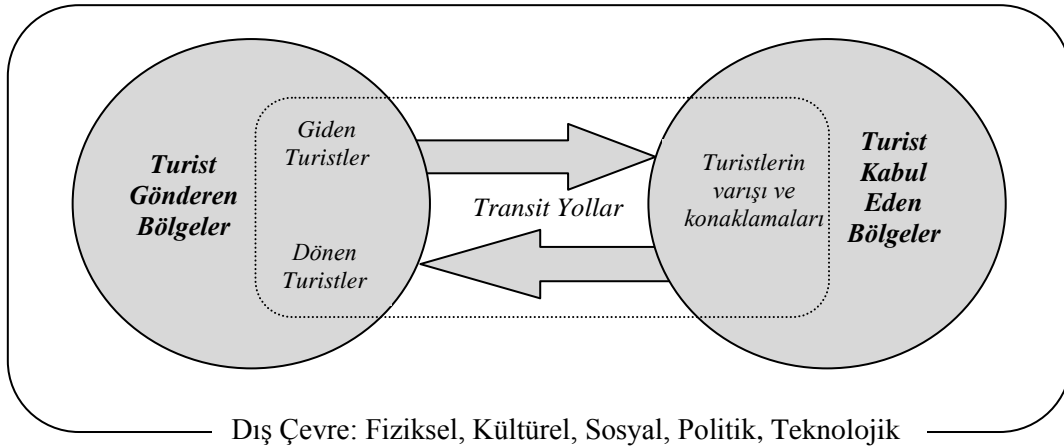 Turist
Gönderen
Bölgeler
Giden
Turistler
Dönen
Turistler
Transit Yollar
Turistlerin
varışı ve
konaklamaları
Turist
Kabul
Eden
Bölgeler
Dış Çevre: Fiziksel, Kültürel, Sosyal, Politik, Teknolojik